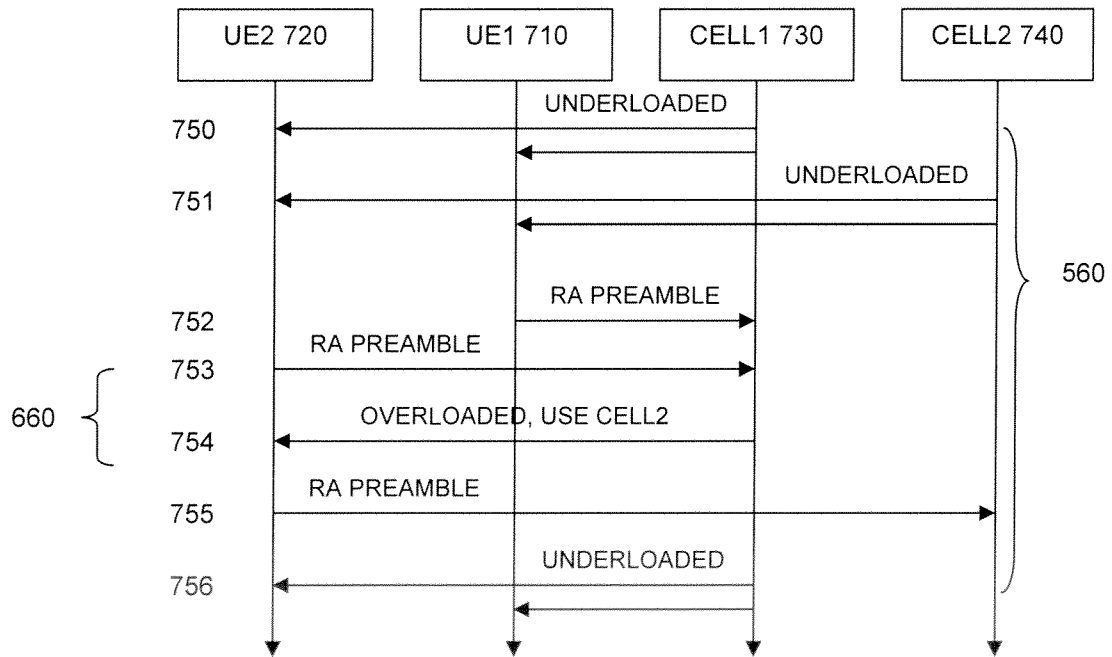 UE2 720
UE1 710
CELL1 730
CELL2 740
UNDERLOADED
750
UNDERLOADED
751
560
RA PREAMBLE
752
RA PREAMBLE
753
660
OVERLOADED, USE CELL2
754
RA PREAMBLE
755
UNDERLOADED
756